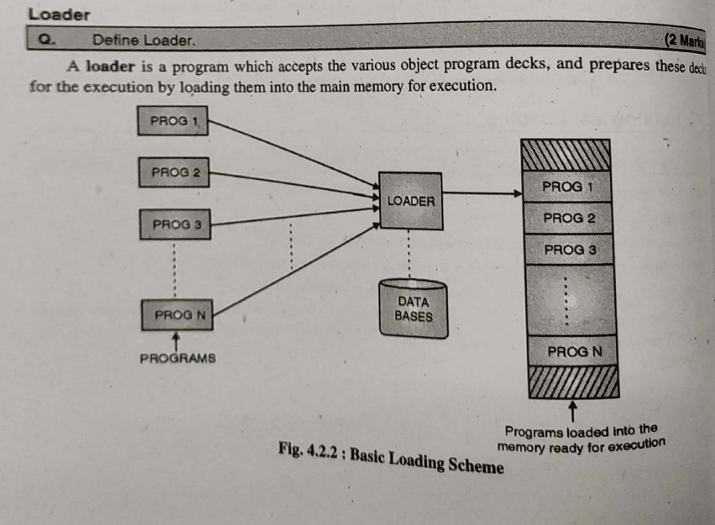 Loader
Q. Define Loader. (2 Mark
A loader is a program which accepts the various object program decks, and prepares these
for the execution by loading them into the main memory for execution.
PROG 1
PROG 2
PROG 3
PROG N
PROGRAMS
LOADER
DATA
BASES
PROG 1
PROG 2
PROG 3
PROG N
Programs loaded into the
memory ready for execution
Fig. 4.2.2 : Basic Loading Scheme